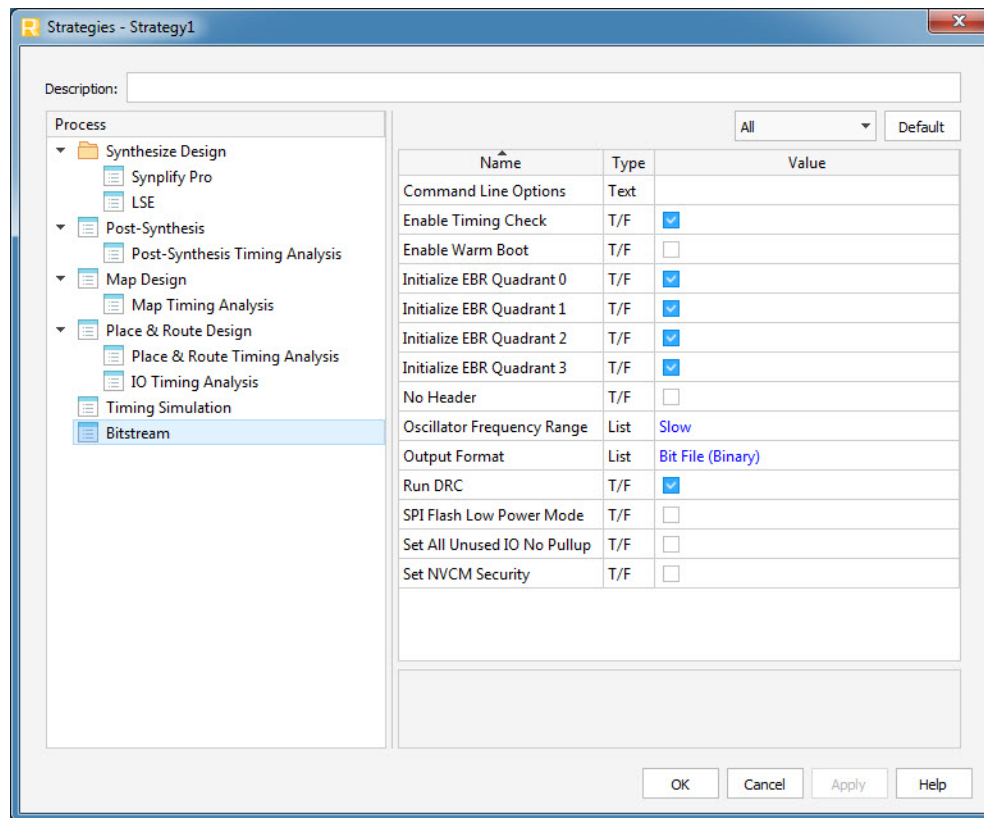 R Strategies - Strategy1
Description:
Process
Synthesize Design
Synplify Pro
LSE
Post-Synthesis
Post-Synthesis Timing Analysis
Map Design
Map Timing Analysis
Place & Route Design
Place & Route Timing Analysis
IO Timing Analysis
Timing Simulation
Bitstream
All Default
Name Type Value
Command Line Options Text
Enable Timing Check T/F
Enable Warm Boot T/F
Initialize EBR Quadrant 0 T/F
Initialize EBR Quadrant 1 T/F
Initialize EBR Quadrant 2 T/F
Initialize EBR Quadrant 3 T/F
No Header T/F
Oscillator Frequency Range List Slow
Output Format List Bit File (Binary)
Run DRC T/F
SPI Flash Low Power Mode T/F
Set All Unused IO No Pullup T/F
Set NVCM Security T/F
OK Cancel Apply Help